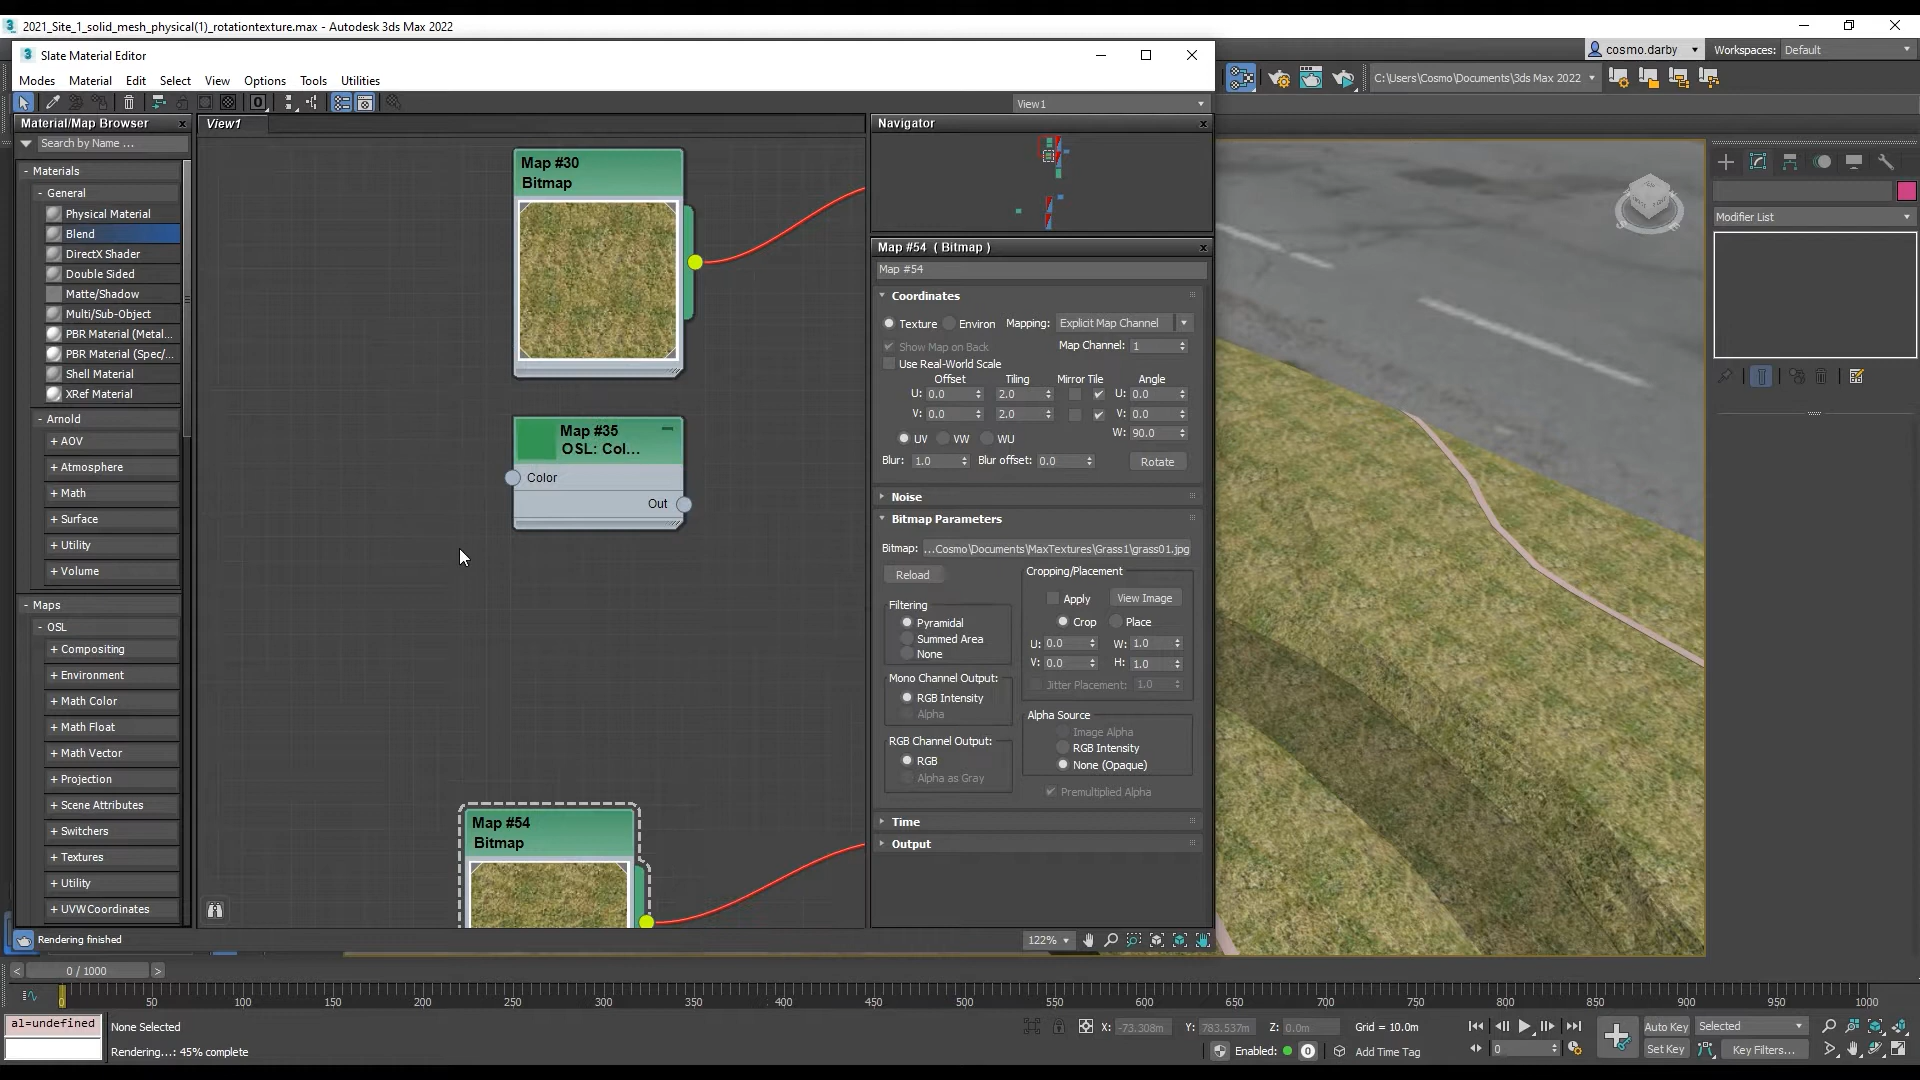 2021_Site_1_solid_mesh_physical(1)_rotationtexture.max - Autodesk 3ds Max 2022
Slate Material Editor
cosmo.darby
Workspaces: Default
Modes Material Edit Select View Options Tools Utilities
C:\Users\Cosmo\Documents\3ds Max 2022
View1
Material/Map Browser
View1
Navigator
Search by Name ...
- Materials
- General
Physical Material
Blend
DirectX Shader
Double Sided
Matte/Shadow
Multi/Sub-Object
PBR Material (Metal...
PBR Material (Spec/...
Shell Material
XRef Material
- Arnold
+ AOV
+ Atmosphere
+ Math
+ Surface
+ Utility
+ Volume
- Maps
- OSL
+ Compositing
+ Environment
+ Math Color
+ Math Float
+ Math Vector
+ Projection
+ Scene Attributes
+ Switchers
+ Textures
+ Utility
+ UVWCoordinates
Rendering finished
Map #30
Bitmap
Map #35
OSL: Col...
Color
Out
Map #54
Bitmap
Map #54 ( Bitmap )
Map #54
Coordinates
Texture Environ Mapping: Explicit Map Channel
Show Map on Back Map Channel: 1
Use Real-World Scale
Offset Tiling Mirror Tile Angle
U: 0.0 2.0 U: 0.0
V: 0.0 2.0 V: 0.0
W: 90.0
UV VW WU
Blur: 1.0 Blur offset: 0.0 Rotate
Noise
Bitmap Parameters
Bitmap: ...Cosmo\Documents\MaxTextures\Grass1\grass01.jpg
Reload
Cropping/Placement
Apply View Image
Crop Place
U: 0.0 W: 1.0
V: 0.0 H: 1.0
Jitter Placement: 1.0
Filtering
Pyramidal
Summed Area
None
Mono Channel Output:
RGB Intensity
Alpha
RGB Channel Output:
RGB
Alpha as Gray
Alpha Source
Image Alpha
RGB Intensity
None (Opaque)
Premultiplied Alpha
Time
Output
122%
Modifier List
< 0 / 1000 >
0 50 100 150 200 250 300 350 400 450 500 550 600 650 700 750 800 850 900 950 1000
al=undefined
None Selected
Rendering...: 45% complete
X: -73.308m Y: 783.537m Z: 0.0m Grid = 10.0m
Enabled: 0 Add Time Tag
0
Auto Key Selected
Set Key Key Filters...